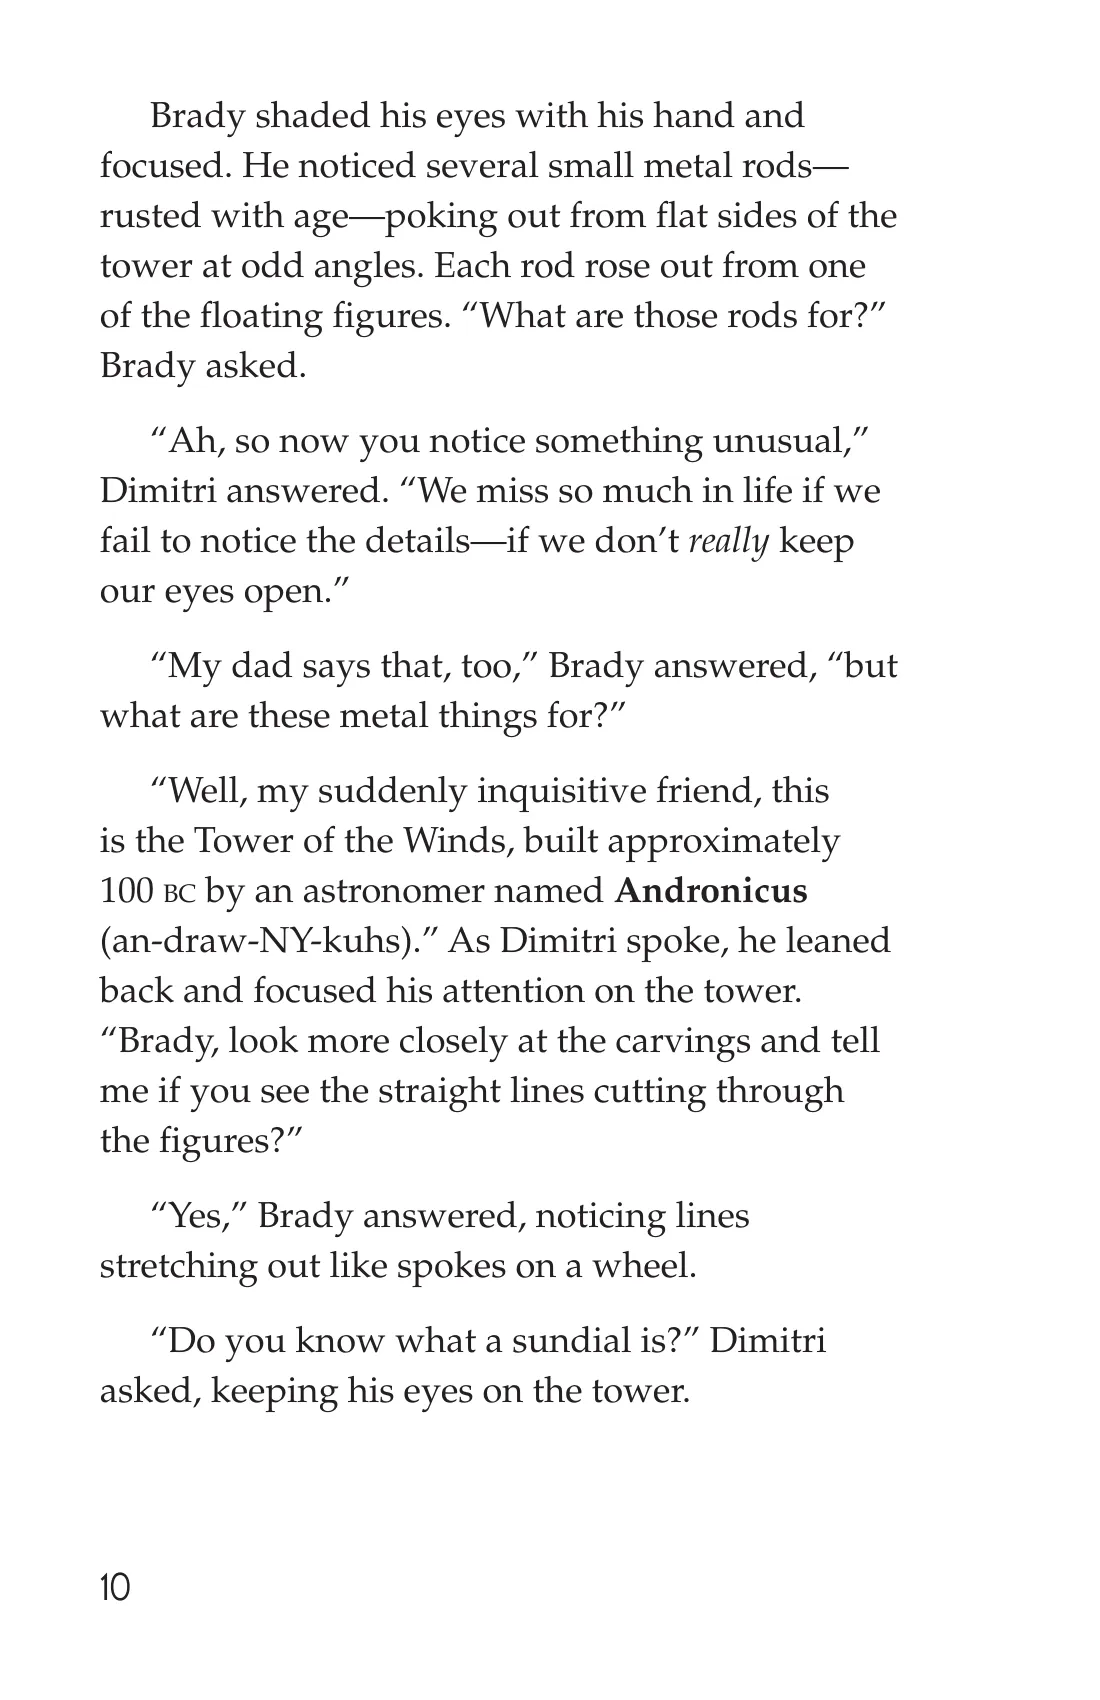 Brady shaded his eyes with his hand and
focused. He noticed several small metal rods—
rusted with age—poking out from flat sides of the
tower at odd angles. Each rod rose out from one
of the floating figures. “What are those rods for?”
Brady asked.
“Ah, so now you notice something unusual,”
Dimitri answered. “We miss so much in life if we
fail to notice the details—if we don’t really keep
our eyes open.”
“My dad says that, too,” Brady answered, “but
what are these metal things for?”
“Well, my suddenly inquisitive friend, this
is the Tower of the Winds, built approximately
100 BC by an astronomer named Andronicus
(an-draw-NY-kuhs).” As Dimitri spoke, he leaned
back and focused his attention on the tower.
“Brady, look more closely at the carvings and tell
me if you see the straight lines cutting through
the figures?”
“Yes,” Brady answered, noticing lines
stretching out like spokes on a wheel.
“Do you know what a sundial is?” Dimitri
asked, keeping his eyes on the tower.
10